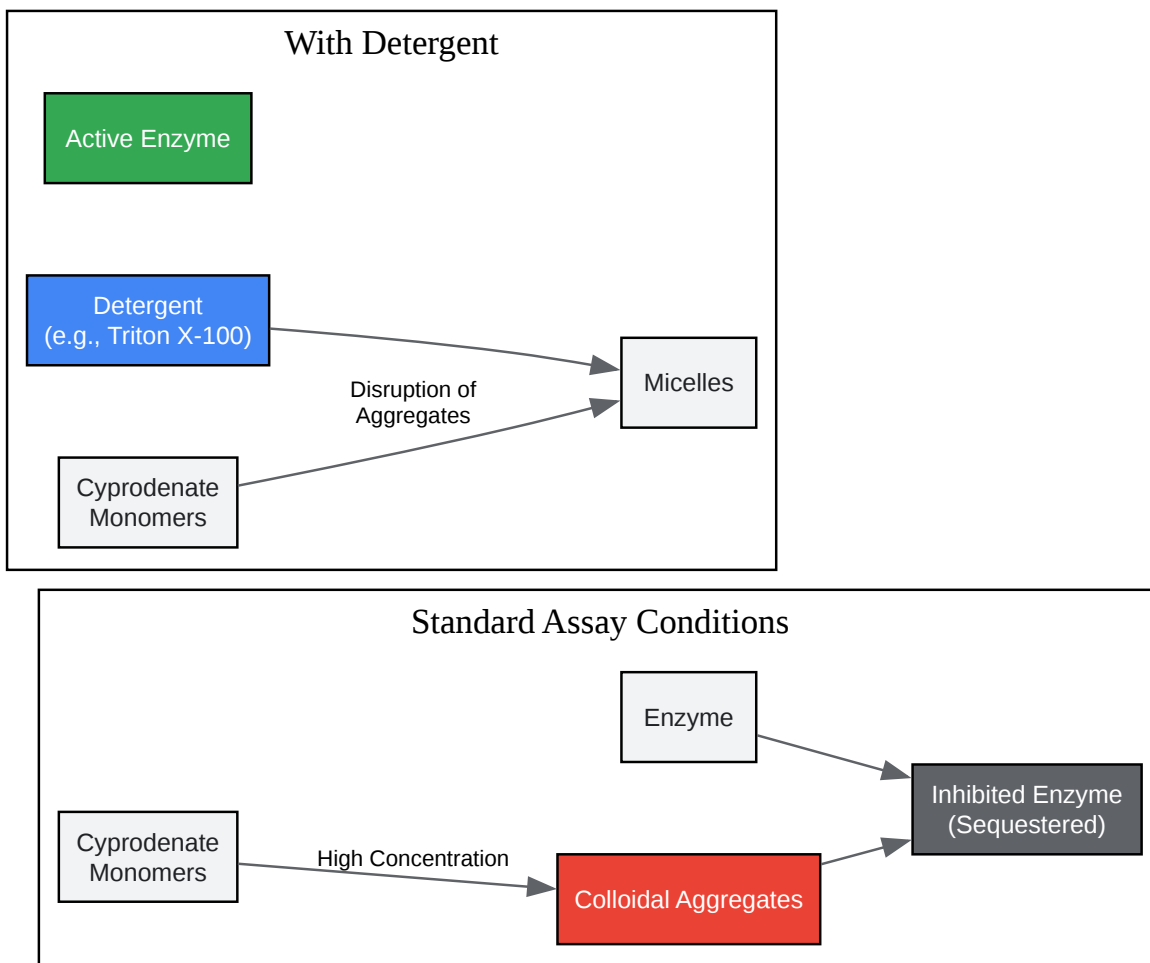 With Detergent
Active Enzyme
Detergent
(e.g., Triton X-100)
Micelles
Disruption of
Aggregates
Cyprodenate
Monomers
Standard Assay Conditions
Enzyme
Inhibited Enzyme
(Sequestered)
Cyprodenate
Monomers
High Concentration
Colloidal Aggregates